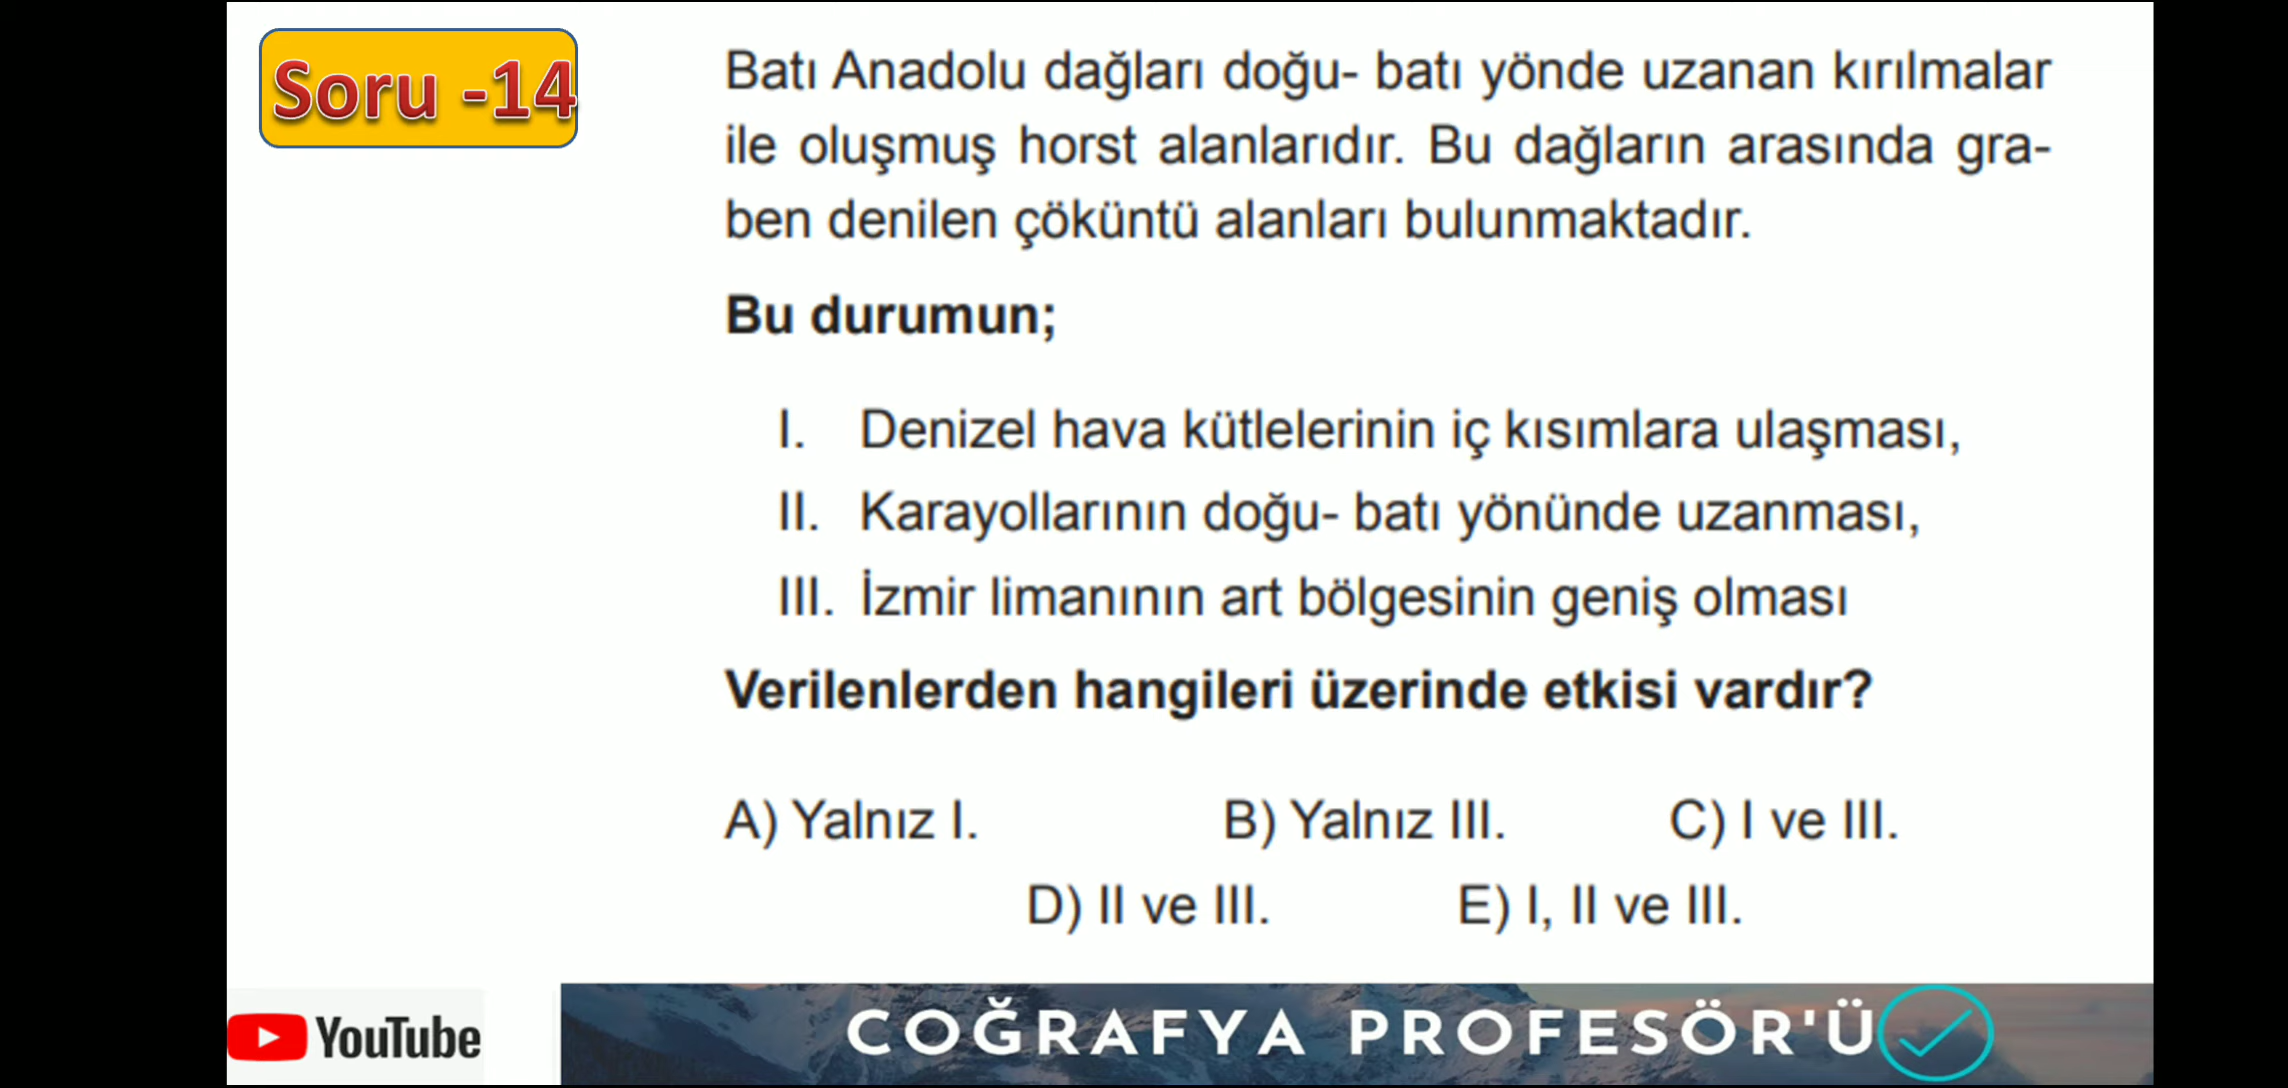 Soru -14
Batı Anadolu dağları doğu- batı yönde uzanan kırılmalar
ile oluşmuş horst alanlarıdır. Bu dağların arasında gra-
ben denilen çöküntü alanları bulunmaktadır.
Bu durumun;
I. Denizel hava kütlelerinin iç kısımlara ulaşması,
II. Karayollarının doğu- batı yönünde uzanması,
III. İzmir limanının art bölgesinin geniş olması
Verilenlerden hangileri üzerinde etkisi vardır?
A) Yalnız I. B) Yalnız III. C) I ve III.
D) II ve III. E) I, II ve III.
YouTube COĞRAFYA PROFESÖR'Ü